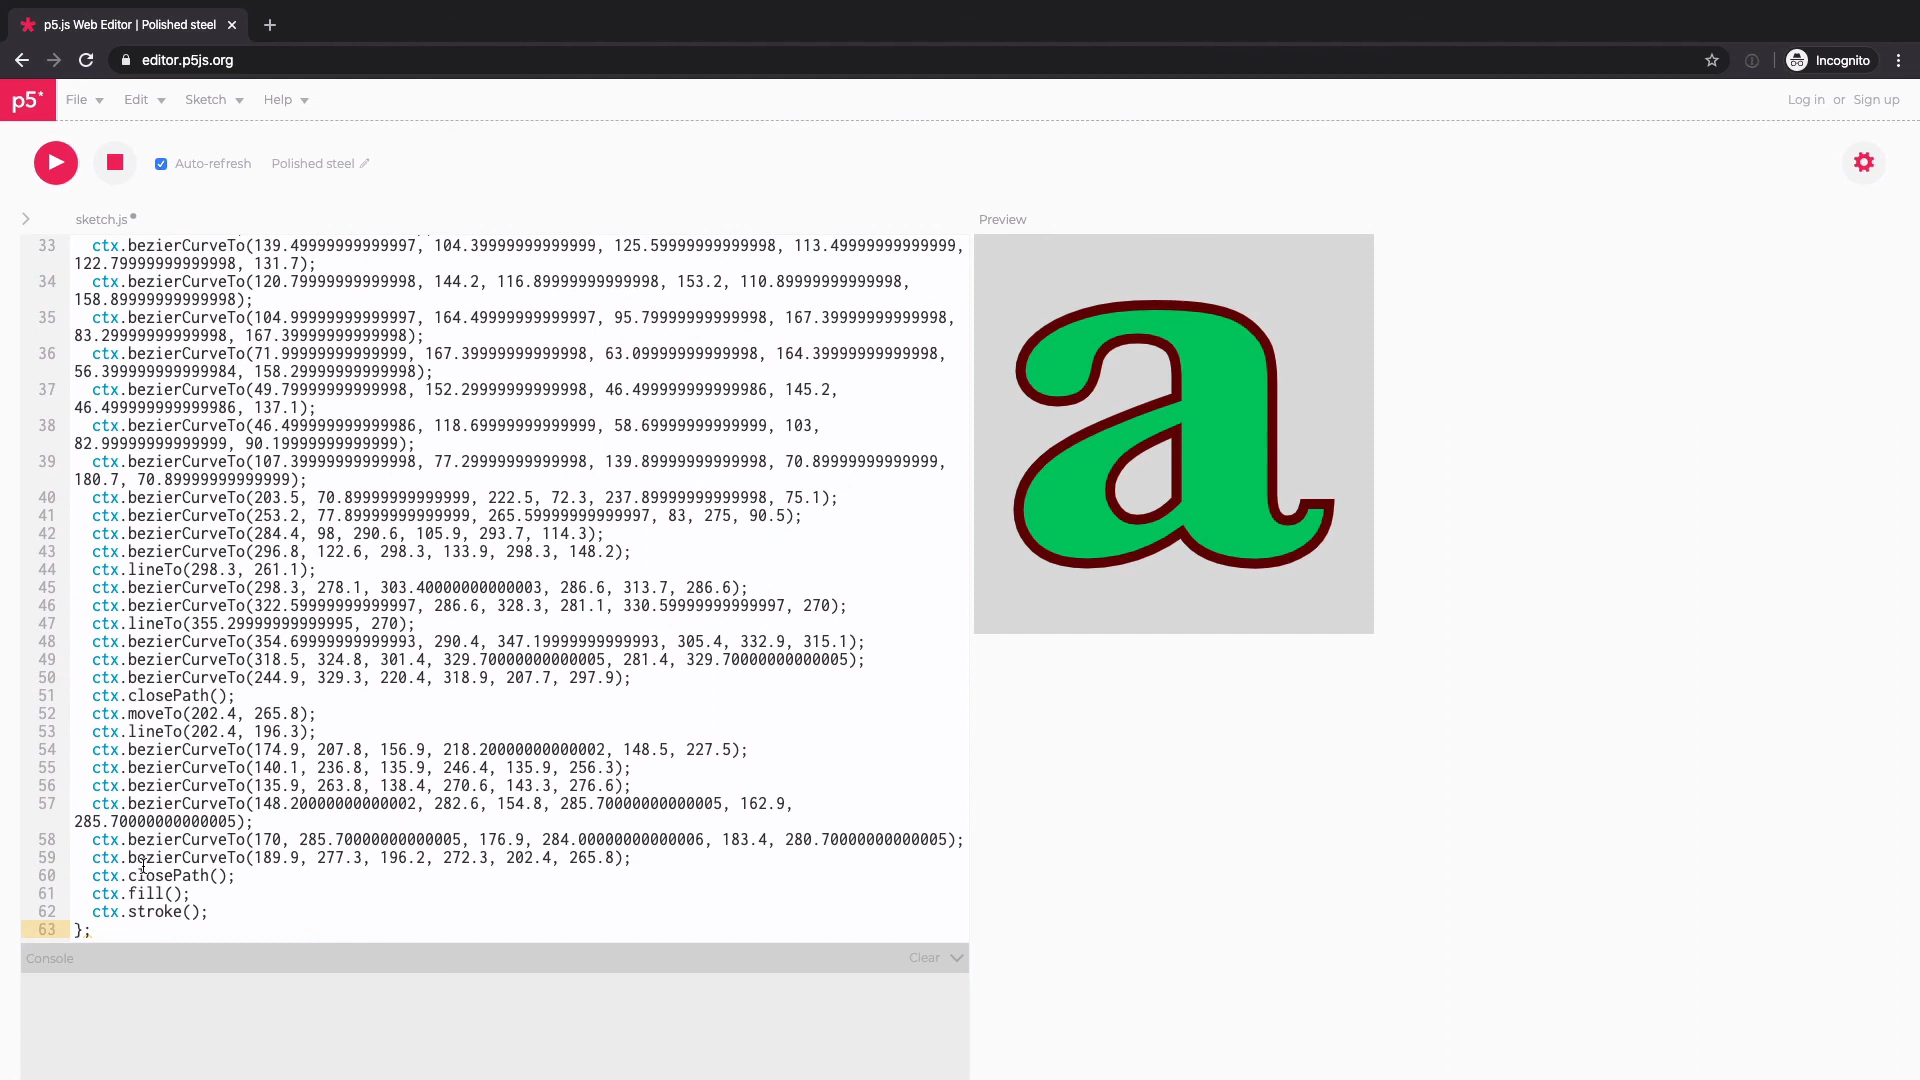 p5.js Web Editor | Polished steel
editor.p5js.org
Incognito
p5*
File
Edit
Sketch
Help
Log in or Sign up
Auto-refresh
Polished steel
sketch.js
Preview
33 ctx.bezierCurveTo(139.49999999999997, 104.39999999999999, 125.59999999999998, 113.49999999999999,
122.79999999999998, 131.7);
34 ctx.bezierCurveTo(120.79999999999998, 144.2, 116.89999999999998, 153.2, 110.89999999999998,
158.89999999999998);
35 ctx.bezierCurveTo(104.99999999999997, 164.49999999999997, 95.79999999999998, 167.39999999999998,
83.29999999999998, 167.39999999999998);
36 ctx.bezierCurveTo(71.99999999999999, 167.39999999999998, 63.09999999999998, 164.39999999999998,
56.399999999999984, 158.29999999999998);
37 ctx.bezierCurveTo(49.79999999999998, 152.29999999999998, 46.499999999999986, 145.2,
46.499999999999986, 137.1);
38 ctx.bezierCurveTo(46.499999999999986, 118.69999999999999, 58.69999999999999, 103,
82.99999999999999, 90.19999999999999);
39 ctx.bezierCurveTo(107.39999999999998, 77.29999999999998, 139.89999999999998, 70.89999999999999,
180.7, 70.89999999999999);
40 ctx.bezierCurveTo(203.5, 70.89999999999999, 222.5, 72.3, 237.89999999999998, 75.1);
41 ctx.bezierCurveTo(253.2, 77.89999999999999, 265.59999999999997, 83, 275, 90.5);
42 ctx.bezierCurveTo(284.4, 98, 290.6, 105.9, 293.7, 114.3);
43 ctx.bezierCurveTo(296.8, 122.6, 298.3, 133.9, 298.3, 148.2);
44 ctx.lineTo(298.3, 261.1);
45 ctx.bezierCurveTo(298.3, 278.1, 303.40000000000003, 286.6, 313.7, 286.6);
46 ctx.bezierCurveTo(322.59999999999997, 286.6, 328.3, 281.1, 330.59999999999997, 270);
47 ctx.lineTo(355.29999999999995, 270);
48 ctx.bezierCurveTo(354.69999999999993, 290.4, 347.19999999999993, 305.4, 332.9, 315.1);
49 ctx.bezierCurveTo(318.5, 324.8, 301.4, 329.70000000000005, 281.4, 329.70000000000005);
50 ctx.bezierCurveTo(244.9, 329.3, 220.4, 318.9, 207.7, 297.9);
51 ctx.closePath();
52 ctx.moveTo(202.4, 265.8);
53 ctx.lineTo(202.4, 196.3);
54 ctx.bezierCurveTo(174.9, 207.8, 156.9, 218.20000000000002, 148.5, 227.5);
55 ctx.bezierCurveTo(140.1, 236.8, 135.9, 246.4, 135.9, 256.3);
56 ctx.bezierCurveTo(135.9, 263.8, 138.4, 270.6, 143.3, 276.6);
57 ctx.bezierCurveTo(148.20000000000002, 282.6, 154.8, 285.70000000000005, 162.9,
285.70000000000005);
58 ctx.bezierCurveTo(170, 285.70000000000005, 176.9, 284.00000000000006, 183.4, 280.70000000000005);
59 ctx.bezierCurveTo(189.9, 277.3, 196.2, 272.3, 202.4, 265.8);
60 ctx.closePath();
61 ctx.fill();
62 ctx.stroke();
63 };
Console
Clear
a